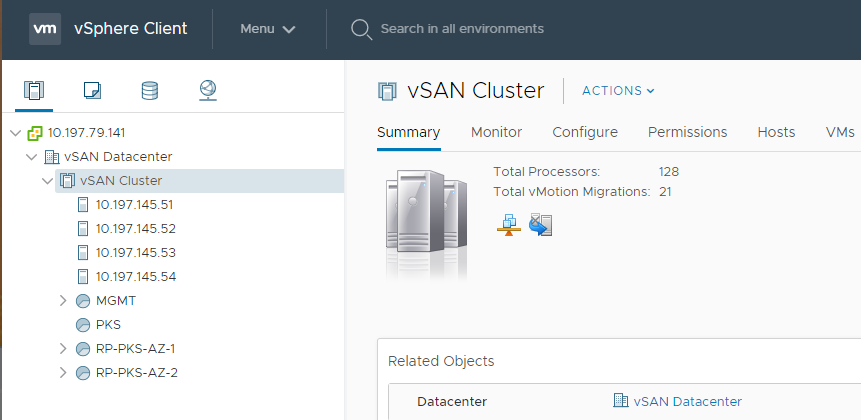 vm vSphere Client Menu Search in all environments
vSAN Cluster ACTIONS
10.197.79.141
vSAN Datacenter
vSAN Cluster
10.197.145.51
10.197.145.52
10.197.145.53
10.197.145.54
MGMT
PKS
RP-PKS-AZ-1
RP-PKS-AZ-2
Summary Monitor Configure Permissions Hosts VMs
Total Processors: 128
Total vMotion Migrations: 21
Related Objects
Datacenter vSAN Datacenter